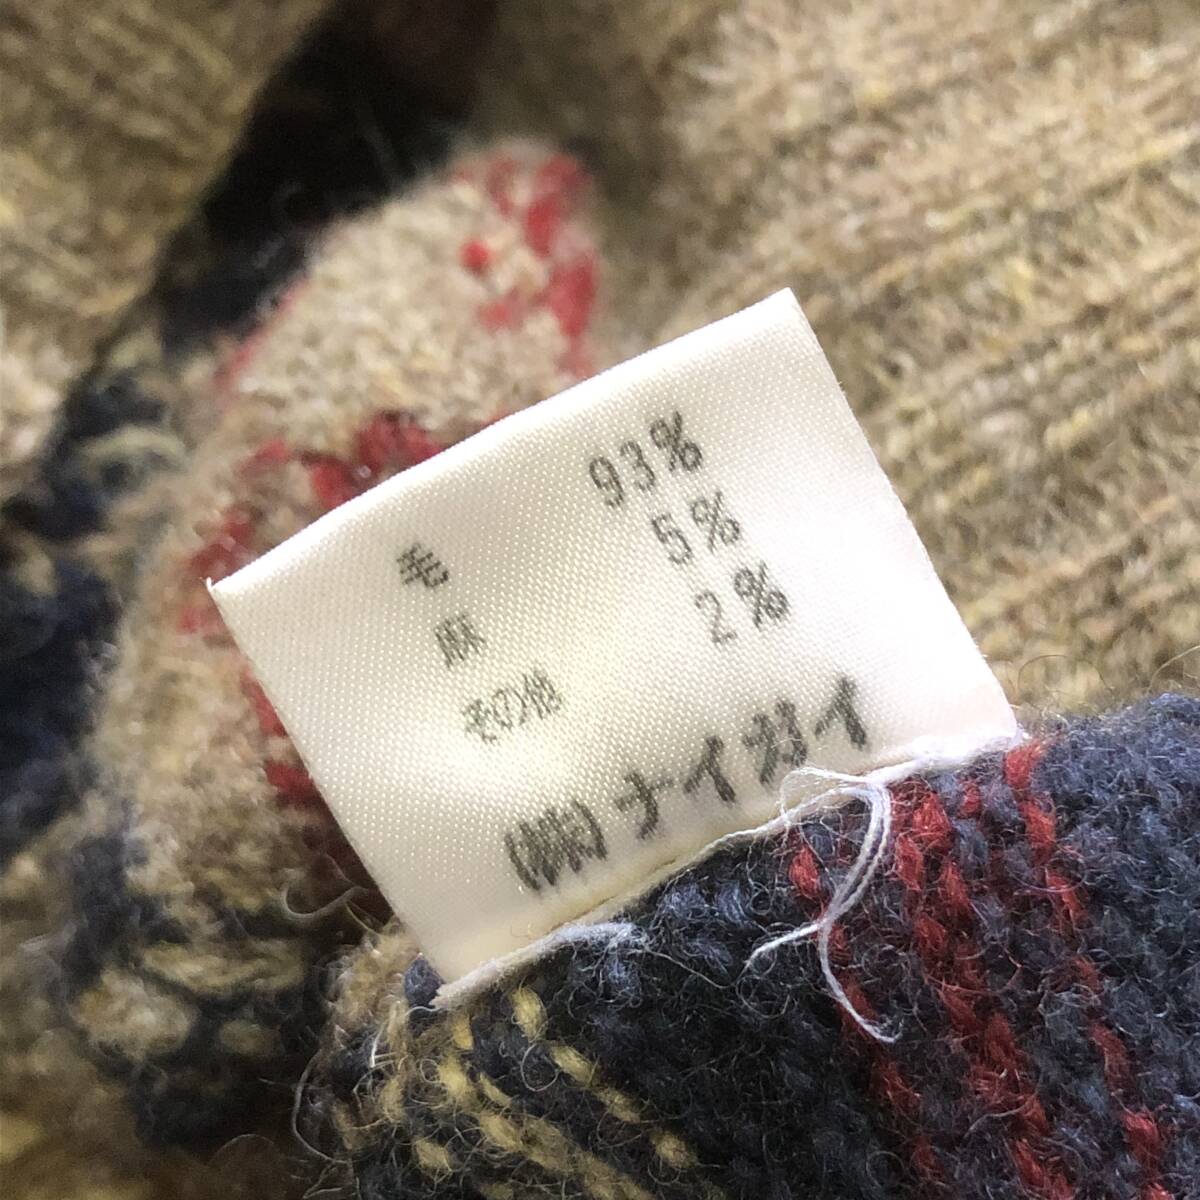 毛 93%
麻 5%
その他 2%
㈱ナイガイ